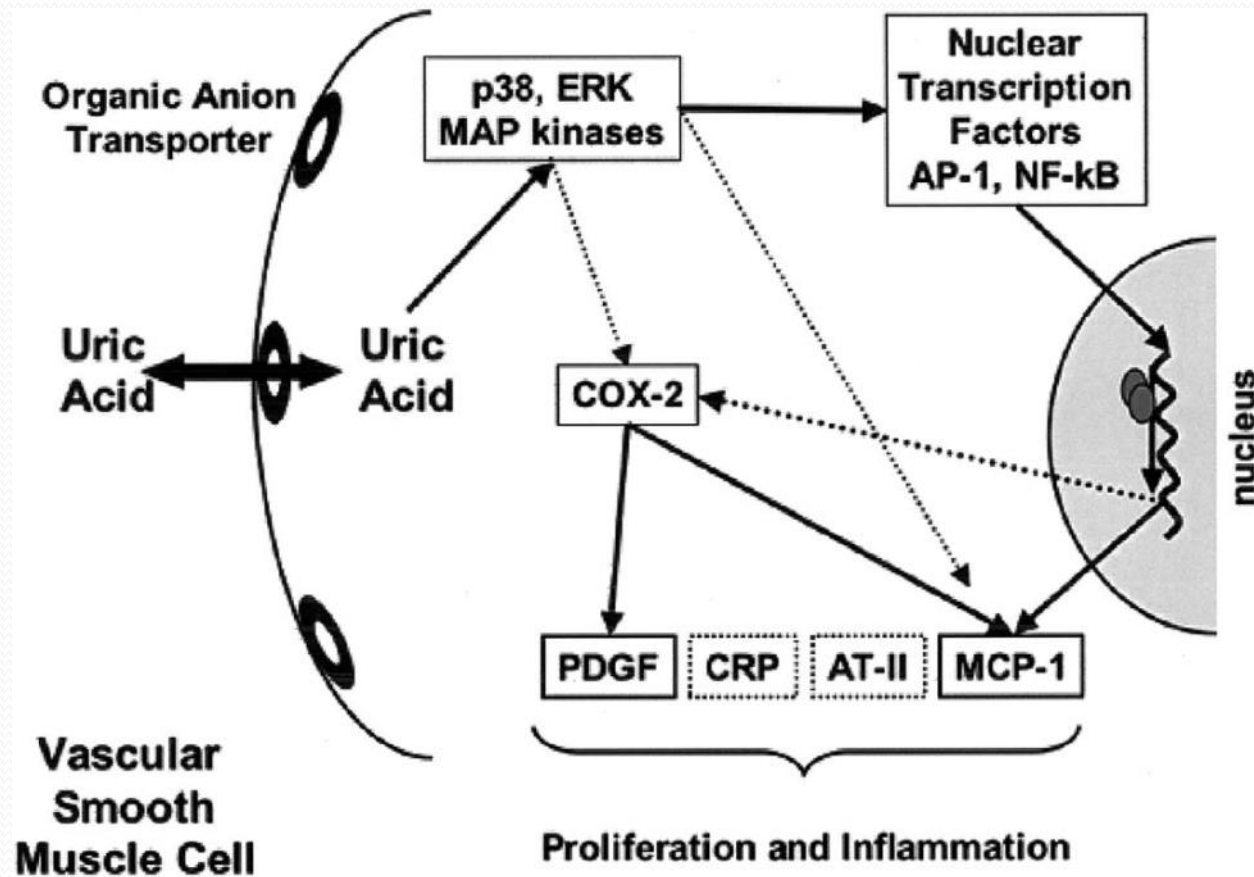 Organic Anion
Transporter
p38, ERK
MAP kinases
Nuclear
Transcription
Factors
AP-1, NF-kB
Uric
Acid
Uric
Acid
COX-2
nucleus
PDGF
CRP
AT-II
MCP-1
Vascular
Smooth
Muscle Cell
Proliferation and Inflammation